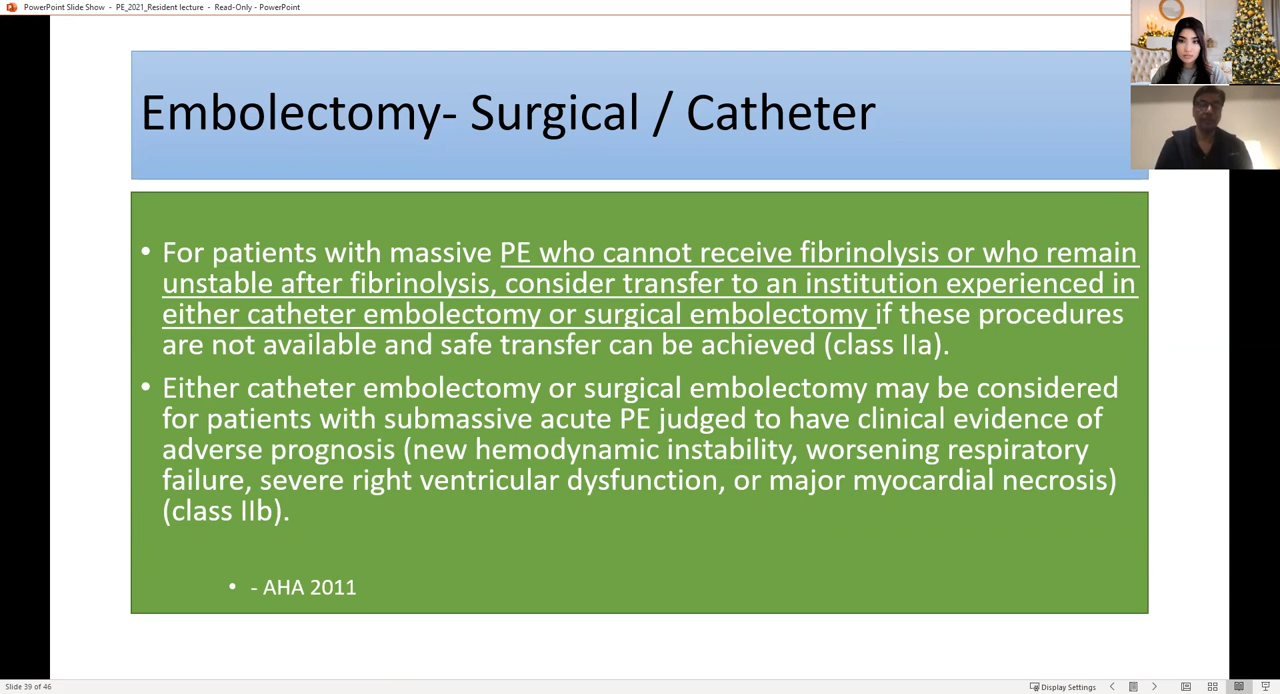 PowerPoint Slide Show - PE_2021_Resident lecture - Read-Only - PowerPoint
Embolectomy- Surgical / Catheter
• For patients with massive PE who cannot receive fibrinolysis or who remain
unstable after fibrinolysis, consider transfer to an institution experienced in
either catheter embolectomy or surgical embolectomy if these procedures
are not available and safe transfer can be achieved (class IIa).
• Either catheter embolectomy or surgical embolectomy may be considered
for patients with submassive acute PE judged to have clinical evidence of
adverse prognosis (new hemodynamic instability, worsening respiratory
failure, severe right ventricular dysfunction, or major myocardial necrosis)
(class IIb).
• - AHA 2011
Slide 39 of 46
Display Settings